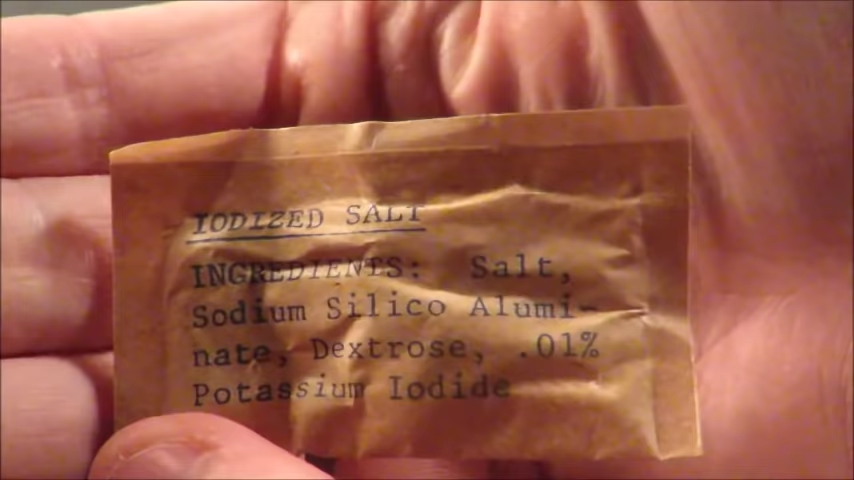 IODIZED SALT
INGREDIENTS: Salt,
Sodium Silico Alumi-
nate, Dextrose, .01%
Potassium Iodide